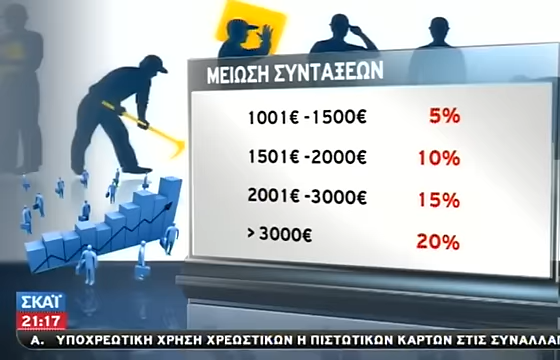 ΜΕΙΩΣΗ ΣΥΝΤΑΞΕΩΝ
1001€ -1500€ 5%
1501€ -2000€ 10%
2001€ -3000€ 15%
> 3000€ 20%
ΣΚΑΪ
21:17
Α. ΥΠΟΧΡΕΩΤΙΚΗ ΧΡΗΣΗ ΧΡΕΩΣΤΙΚΩΝ Η ΠΙΣΤΩΤΙΚΩΝ ΚΑΡΤΩΝ ΣΤΙΣ ΣΥΝΑΛΛΑ